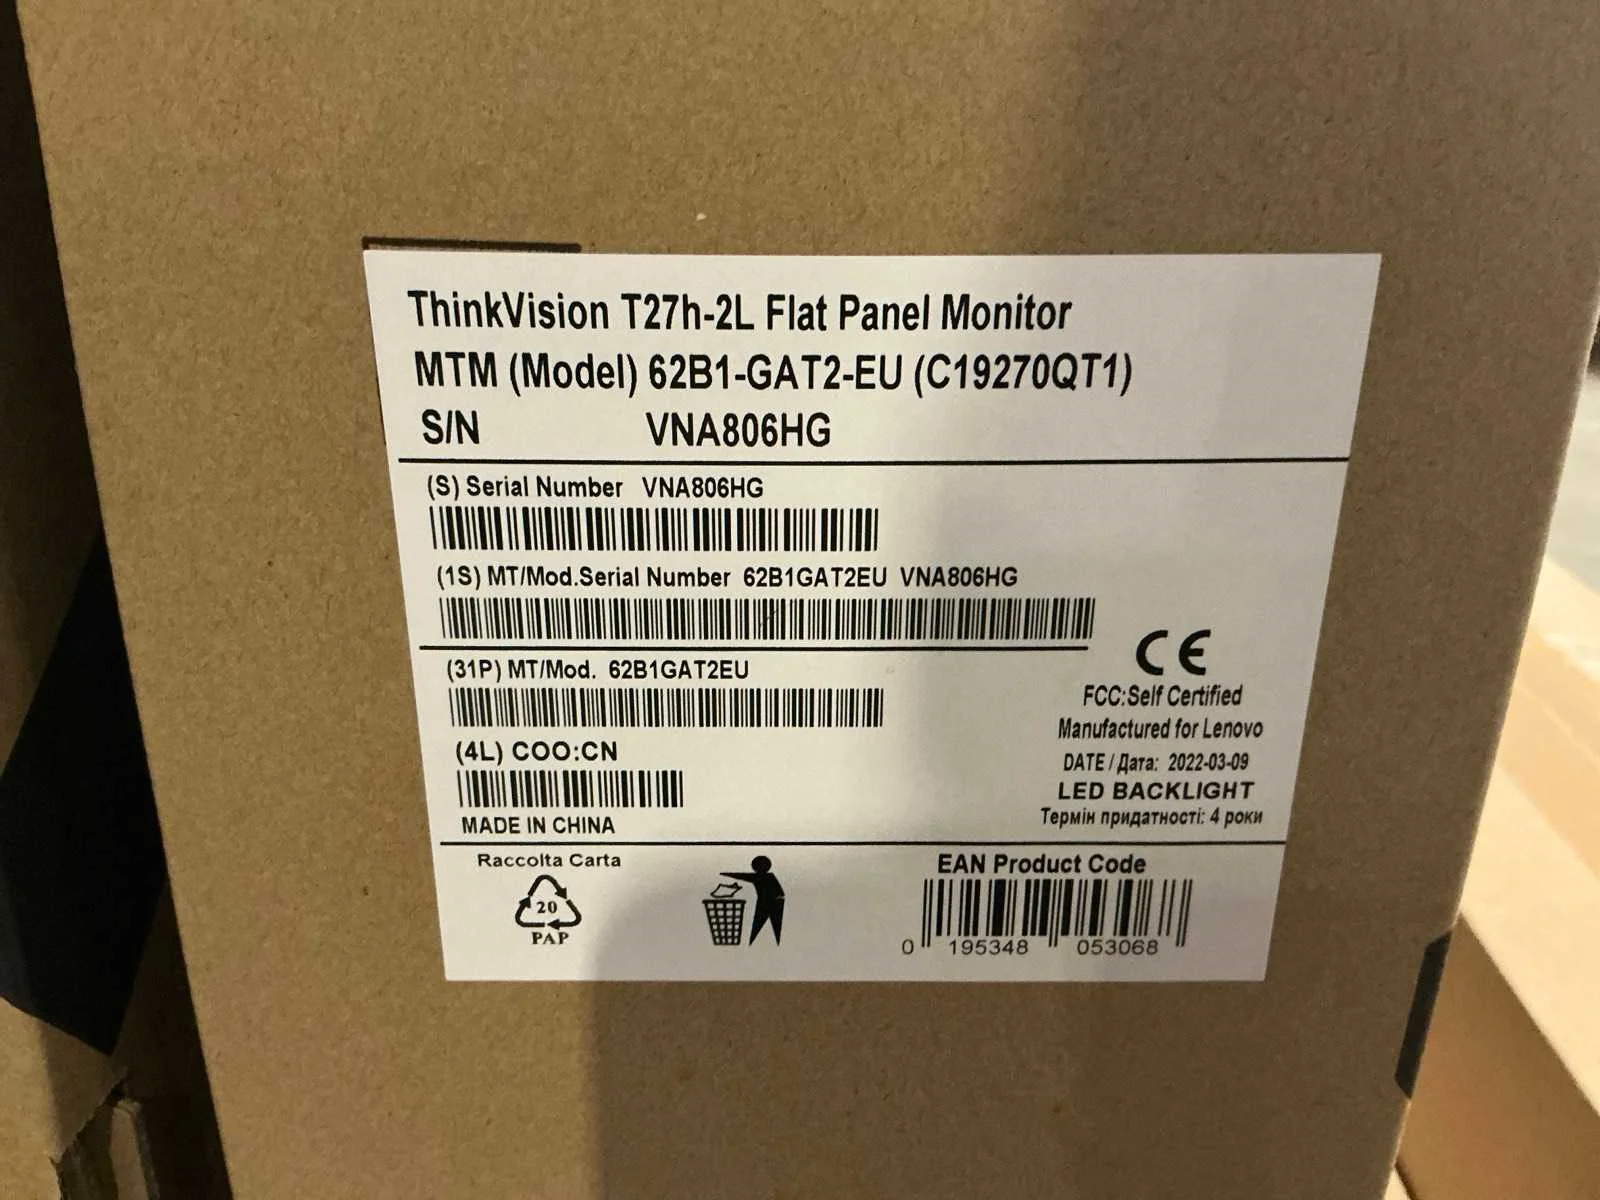 ThinkVision T27h-2L Flat Panel Monitor
MTM (Model) 62B1-GAT2-EU (C19270QT1)
S/N VNA806HG
(S) Serial Number VNA806HG
(1S) MT/Mod.Serial Number 62B1GAT2EU VNA806HG
(31P) MT/Mod. 62B1GAT2EU
(4L) COO:CN
MADE IN CHINA
CE
FCC:Self Certified
Manufactured for Lenovo
DATE / Дата: 2022-03-09
LED BACKLIGHT
Термін придатності: 4 роки
Raccolta Carta
20
PAP
EAN Product Code
0 195348 053068